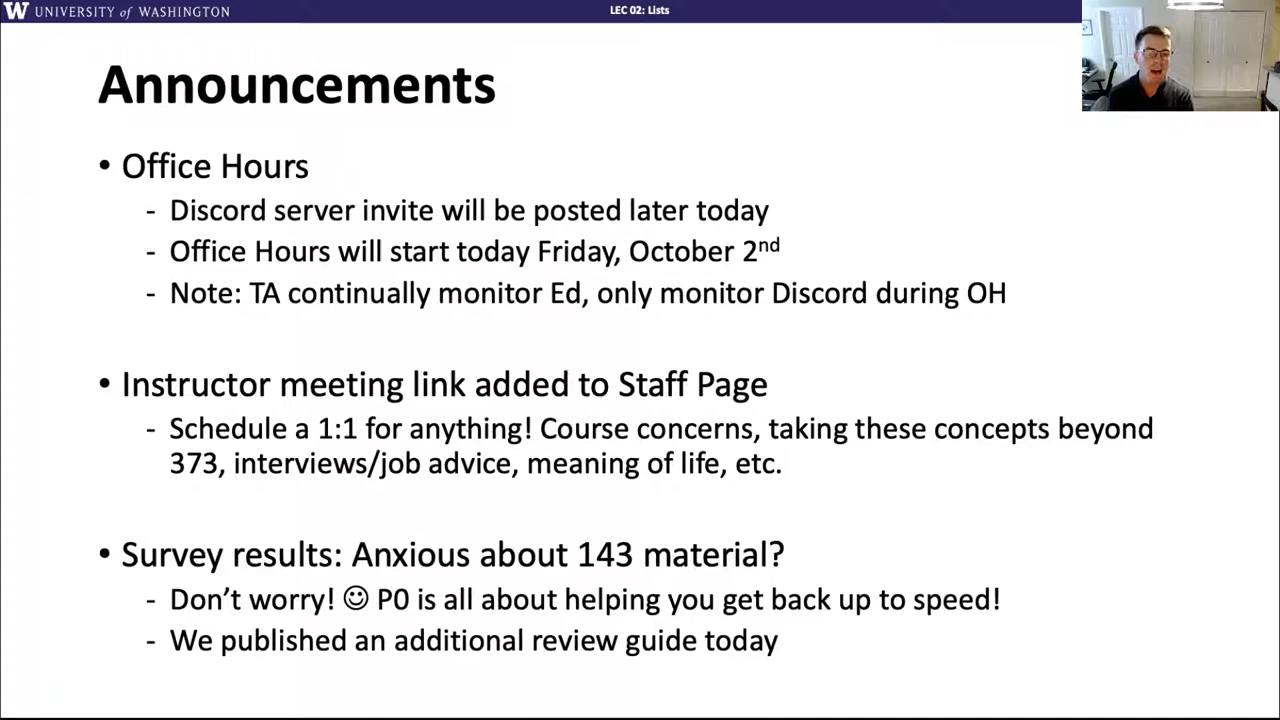 W UNIVERSITY of WASHINGTON
LEC 02: Lists
Announcements
• Office Hours
- Discord server invite will be posted later today
- Office Hours will start today Friday, October 2nd
- Note: TA continually monitor Ed, only monitor Discord during OH
• Instructor meeting link added to Staff Page
- Schedule a 1:1 for anything! Course concerns, taking these concepts beyond
373, interviews/job advice, meaning of life, etc.
• Survey results: Anxious about 143 material?
- Don’t worry! ☺ P0 is all about helping you get back up to speed!
- We published an additional review guide today